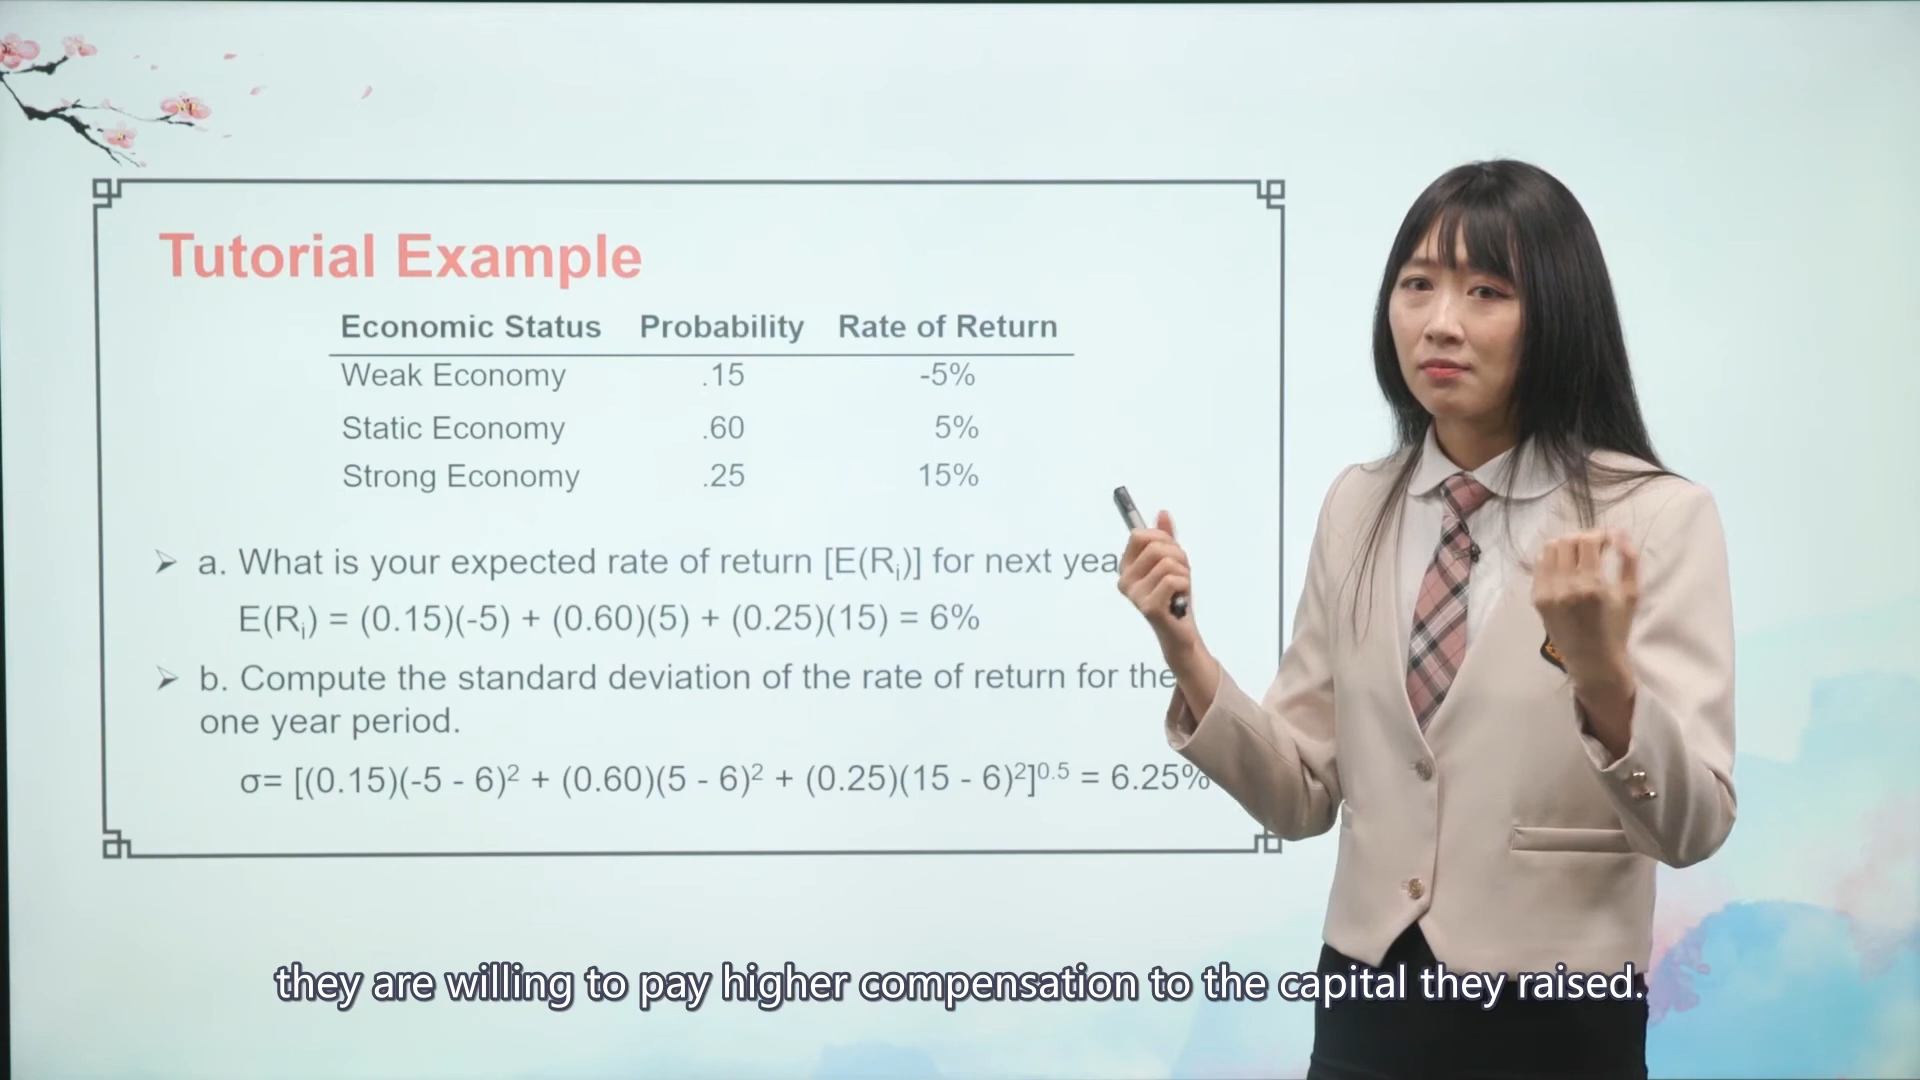 Tutorial Example
Economic Status Probability Rate of Return
Weak Economy .15 -5%
Static Economy .60 5%
Strong Economy .25 15%
➢ a. What is your expected rate of return [E(Rᵢ)] for next yea
E(Rᵢ) = (0.15)(-5) + (0.60)(5) + (0.25)(15) = 6%
➢ b. Compute the standard deviation of the rate of return for the
one year period.
σ= [(0.15)(-5 - 6)² + (0.60)(5 - 6)² + (0.25)(15 - 6)²]⁰·⁵ = 6.25%
they are willing to pay higher compensation to the capital they raised.